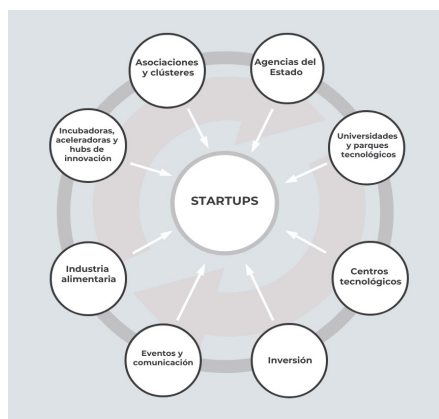 Asociaciones
y clústeres
Agencias del
Estado
Incubadoras,
aceleradoras y
hubs de
innovación
Universidades
y parques
tecnológicos
STARTUPS
Industria
alimentaria
Centros
tecnológicos
Eventos y
comunicación
Inversión